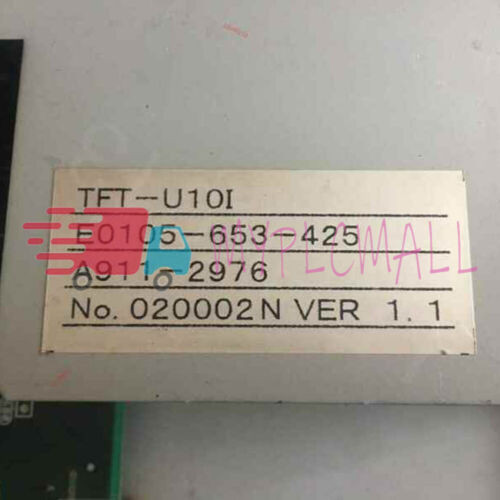 TFT-U10I
E0105-653-425
A911-2976
No. 020002N VER 1.1
MYPLCMALL